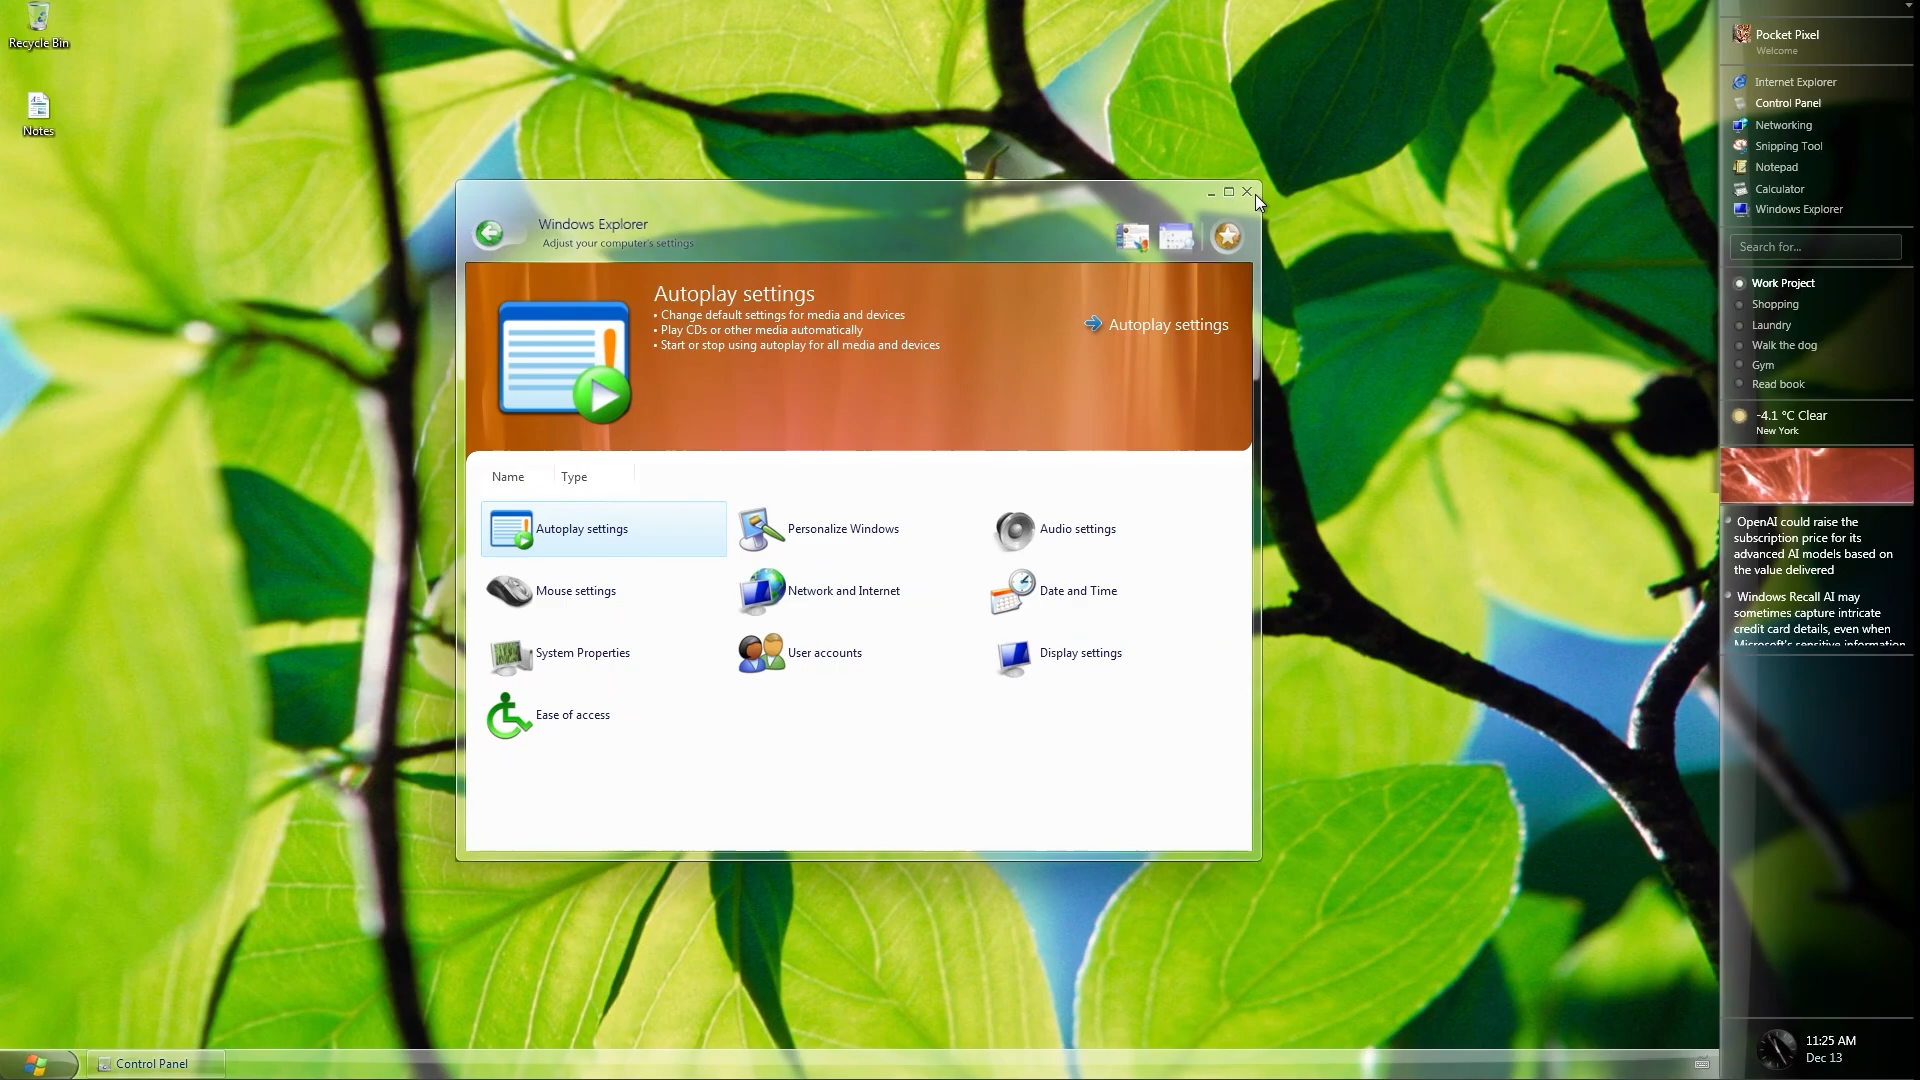 Recycle Bin
Notes
Windows Explorer
Adjust your computer's settings
Autoplay settings
• Change default settings for media and devices
• Play CDs or other media automatically
• Start or stop using autoplay for all media and devices
Autoplay settings
Name
Type
Autoplay settings
Personalize Windows
Audio settings
Mouse settings
Network and Internet
Date and Time
System Properties
User accounts
Display settings
Ease of access
Pocket Pixel
Welcome
Internet Explorer
Control Panel
Networking
Snipping Tool
Notepad
Calculator
Windows Explorer
Search for...
Work Project
Shopping
Laundry
Walk the dog
Gym
Read book
-4.1 °C Clear
New York
OpenAI could raise the
subscription price for its
advanced AI models based on
the value delivered
Windows Recall AI may
sometimes capture intricate
credit card details, even when
Microsoft's sensitive information
Control Panel
11:25 AM
Dec 13